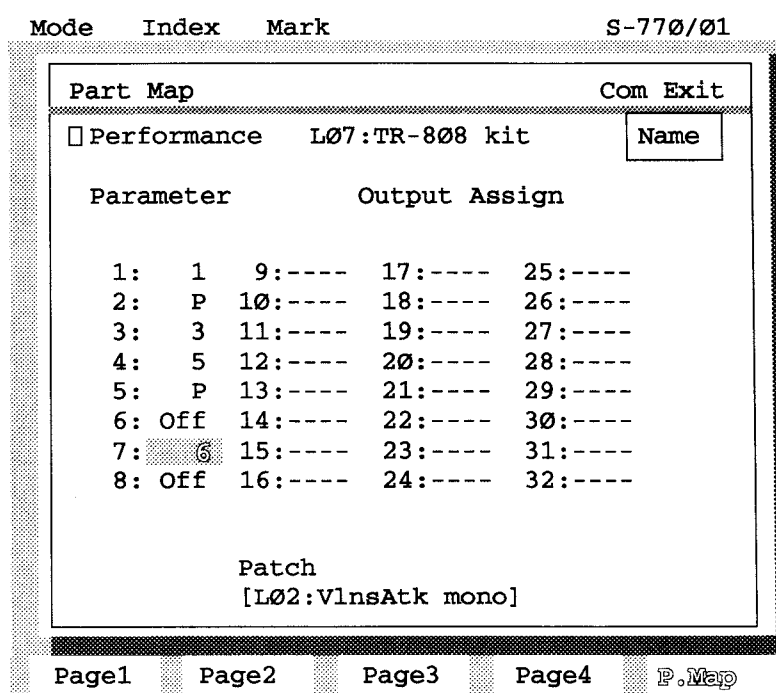 Mode Index Mark S-77Ø/Ø1
Part Map Com Exit
Performance LØ7:TR-8Ø8 kit Name
Parameter Output Assign
1: 1 9:---- 17:---- 25:----
2: P 1Ø:---- 18:---- 26:----
3: 3 11:---- 19:---- 27:----
4: 5 12:---- 2Ø:---- 28:----
5: P 13:---- 21:---- 29:----
6: Off 14:---- 22:---- 3Ø:----
7: 6 15:---- 23:---- 31:----
8: Off 16:---- 24:---- 32:----
Patch
[LØ2:VlnsAtk mono]
Page1 Page2 Page3 Page4 P.Map